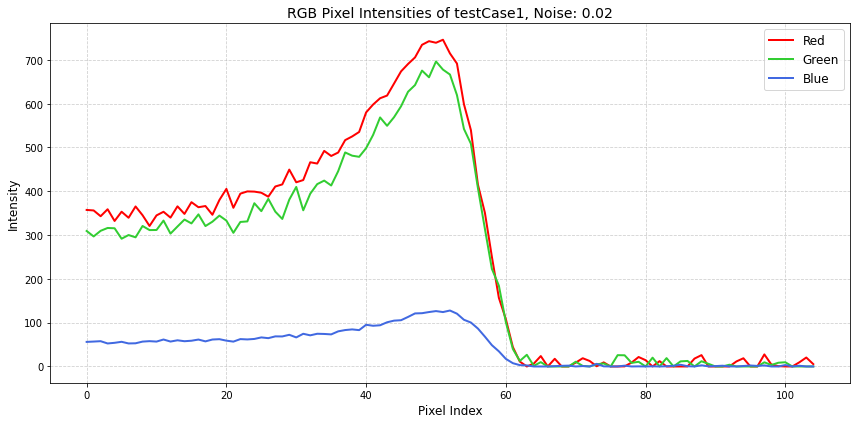 RGB Pixel Intensities of testCase1, Noise: 0.02
Red
Green
Blue
Intensity
700
600
500
400
300
200
100
0
0 20 40 60 80 100
Pixel Index